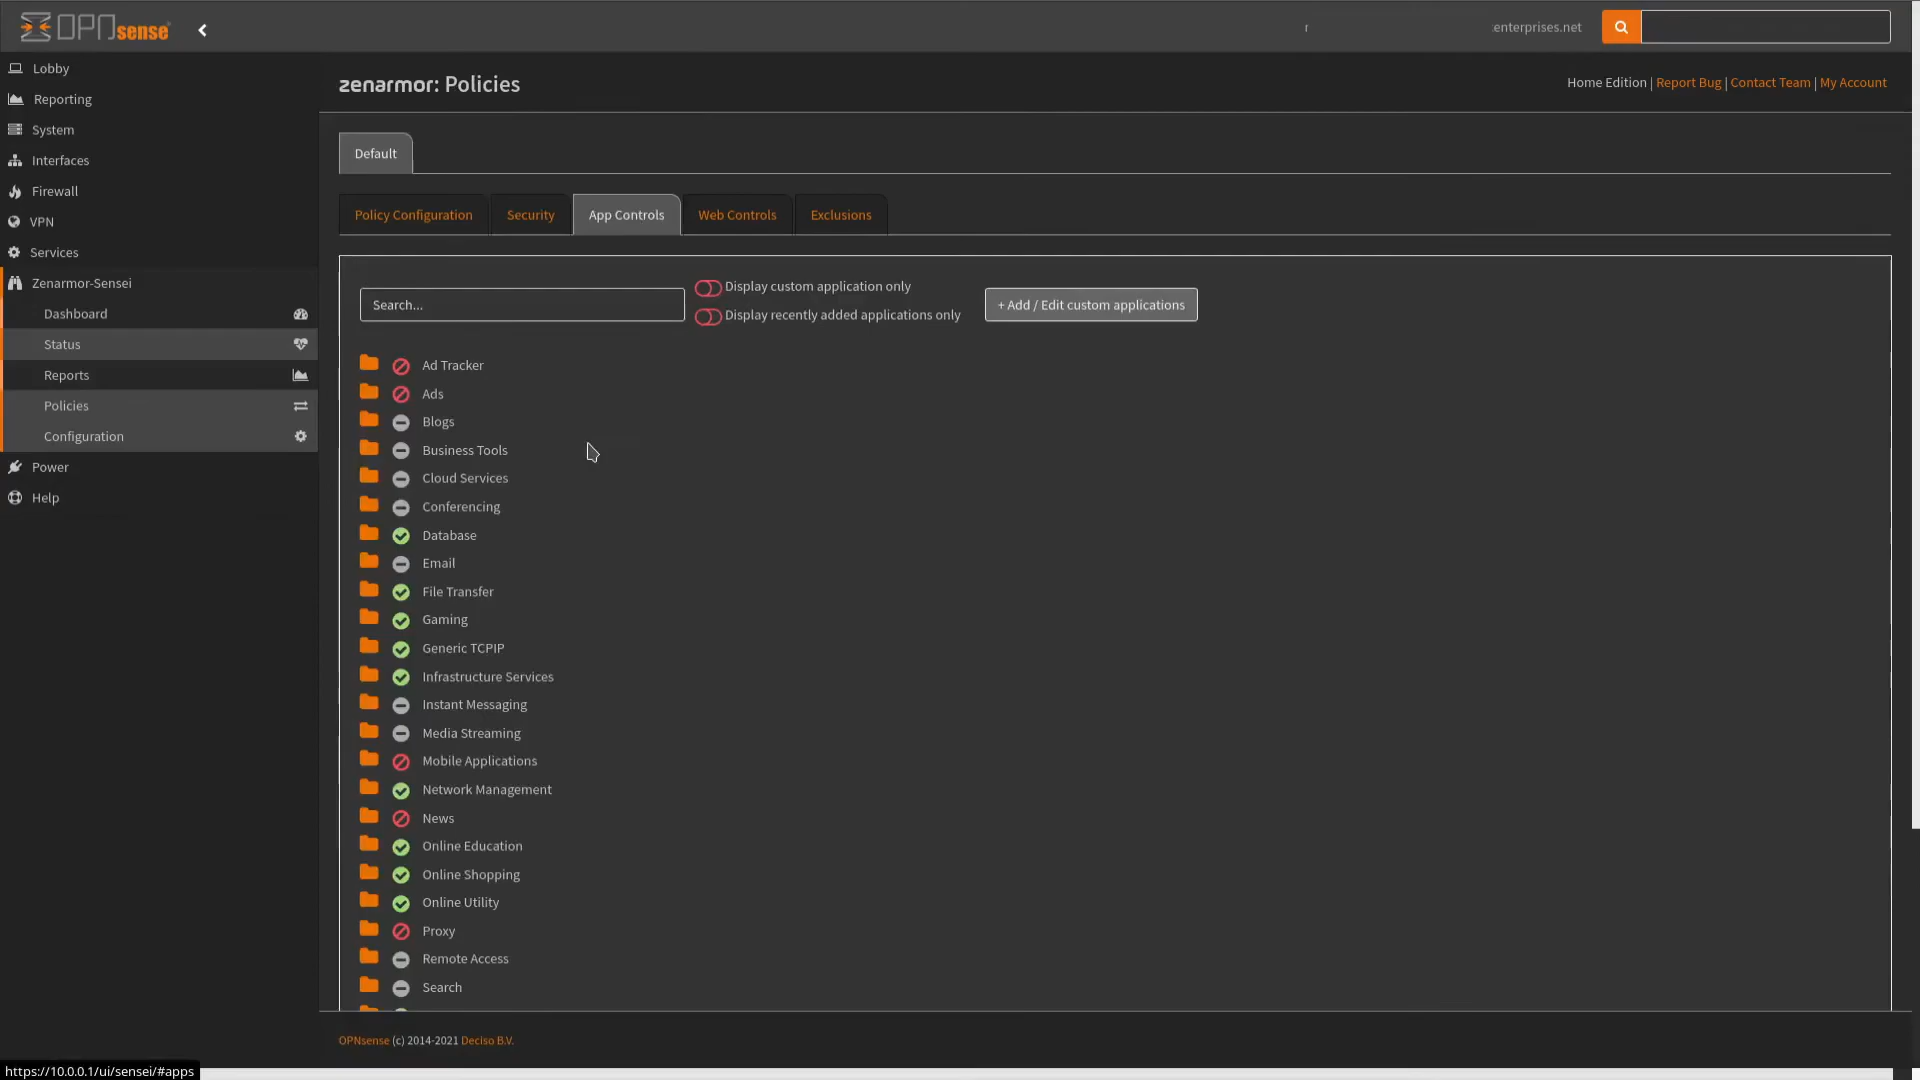 OPNsense
r
:enterprises.net
Lobby
Reporting
System
Interfaces
Firewall
VPN
Services
Zenarmor-Sensei
Dashboard
Status
Reports
Policies
Configuration
Power
Help
zenarmor: Policies
Home Edition | Report Bug | Contact Team | My Account
Default
Policy Configuration
Security
App Controls
Web Controls
Exclusions
Search...
Display custom application only
Display recently added applications only
+ Add / Edit custom applications
Ad Tracker
Ads
Blogs
Business Tools
Cloud Services
Conferencing
Database
Email
File Transfer
Gaming
Generic TCPIP
Infrastructure Services
Instant Messaging
Media Streaming
Mobile Applications
Network Management
News
Online Education
Online Shopping
Online Utility
Proxy
Remote Access
Search
OPNsense (c) 2014-2021 Deciso B.V.
https://10.0.0.1/ui/sensei/#apps